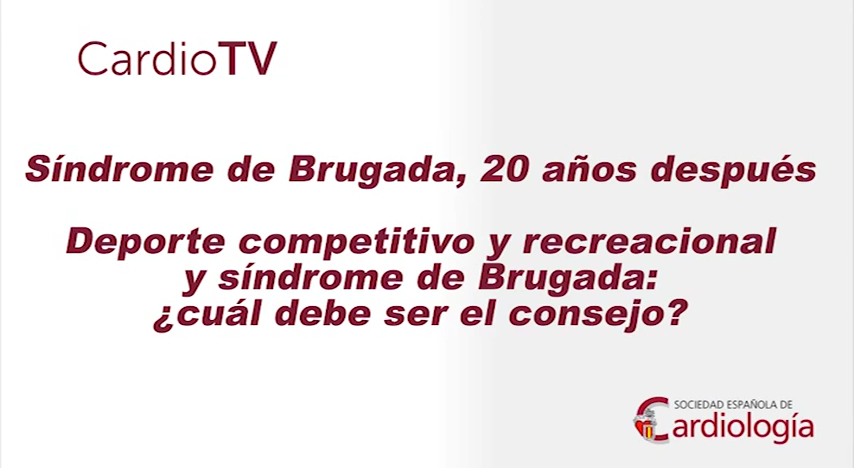 CardioTV
Síndrome de Brugada, 20 años después
Deporte competitivo y recreacional
y síndrome de Brugada:
¿cuál debe ser el consejo?
SOCIEDAD ESPAÑOLA DE
Cardiología